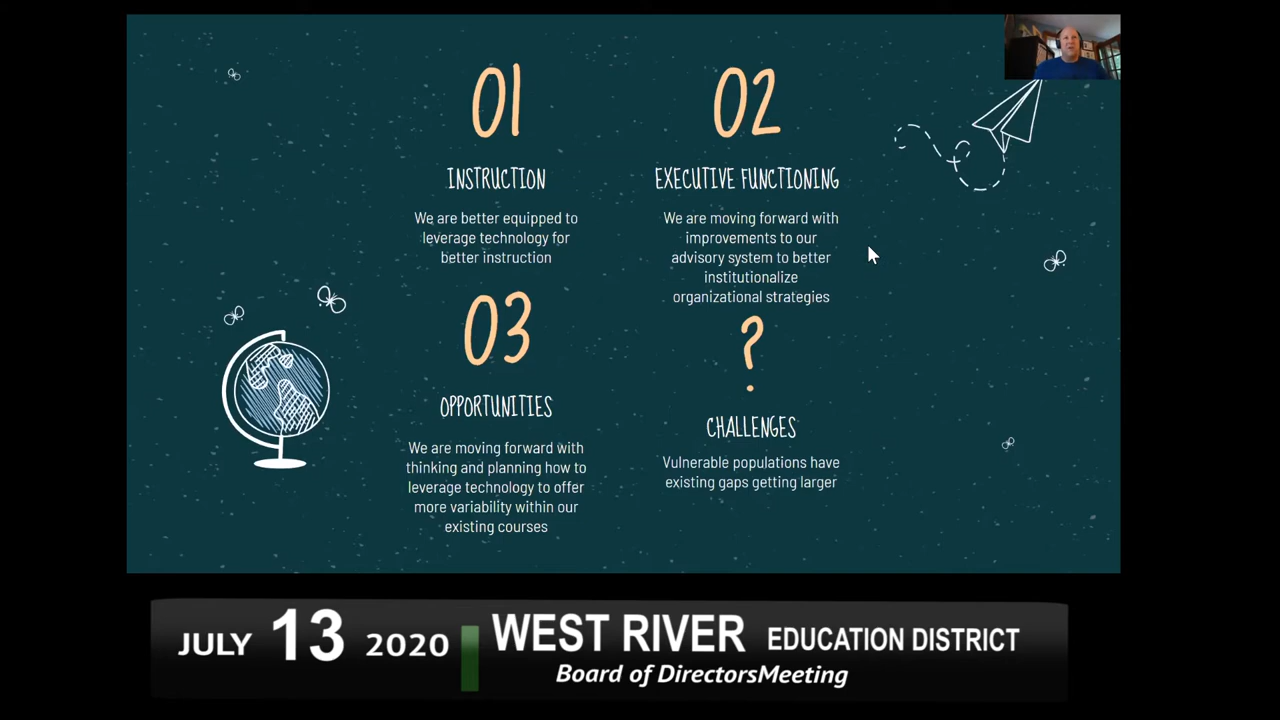 01
INSTRUCTION
We are better equipped to
leverage technology for
better instruction
02
EXECUTIVE FUNCTIONING
We are moving forward with
improvements to our
advisory system to better
institutionalize
organizational strategies
03
OPPORTUNITIES
We are moving forward with
thinking and planning how to
leverage technology to offer
more variability within our
existing courses
?
CHALLENGES
Vulnerable populations have
existing gaps getting larger
JULY 13 2020
WEST RIVER EDUCATION DISTRICT
Board of DirectorsMeeting